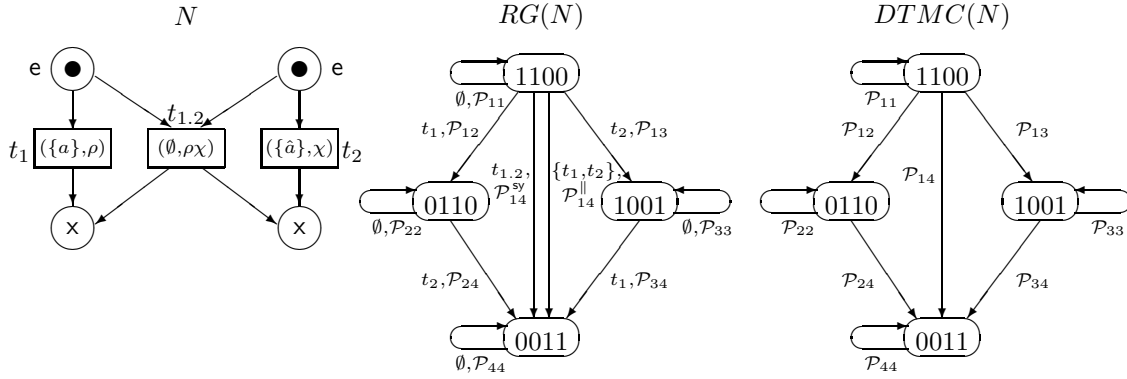 N
e
e
t₁
({a},ρ)
t₁.₂
(∅,ρχ)
({â},χ)
t₂
x
x
RG(N)
1100
∅,𝒫₁₁
t₁,𝒫₁₂
t₂,𝒫₁₃
t₁.₂,
𝒫₁₄ˢʸ
{t₁,t₂},
𝒫₁₄^∥
0110
1001
∅,𝒫₂₂
∅,𝒫₃₃
t₂,𝒫₂₄
t₁,𝒫₃₄
0011
∅,𝒫₄₄
DTMC(N)
1100
𝒫₁₁
𝒫₁₂
𝒫₁₃
𝒫₁₄
0110
1001
𝒫₂₂
𝒫₃₃
𝒫₂₄
𝒫₃₄
0011
𝒫₄₄